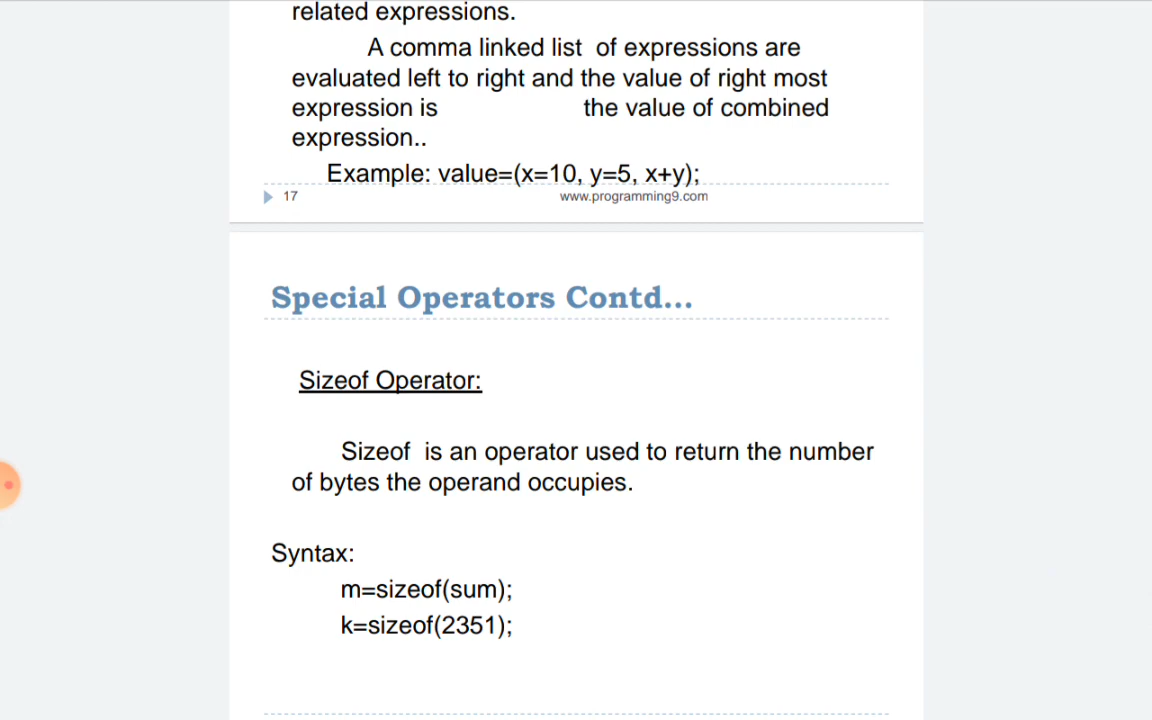 related expressions.
A comma linked list of expressions are
evaluated left to right and the value of right most
expression is the value of combined
expression..
Example: value=(x=10, y=5, x+y);
17 www.programming9.com
Special Operators Contd...
Sizeof Operator:
Sizeof is an operator used to return the number
of bytes the operand occupies.
Syntax:
m=sizeof(sum);
k=sizeof(2351);